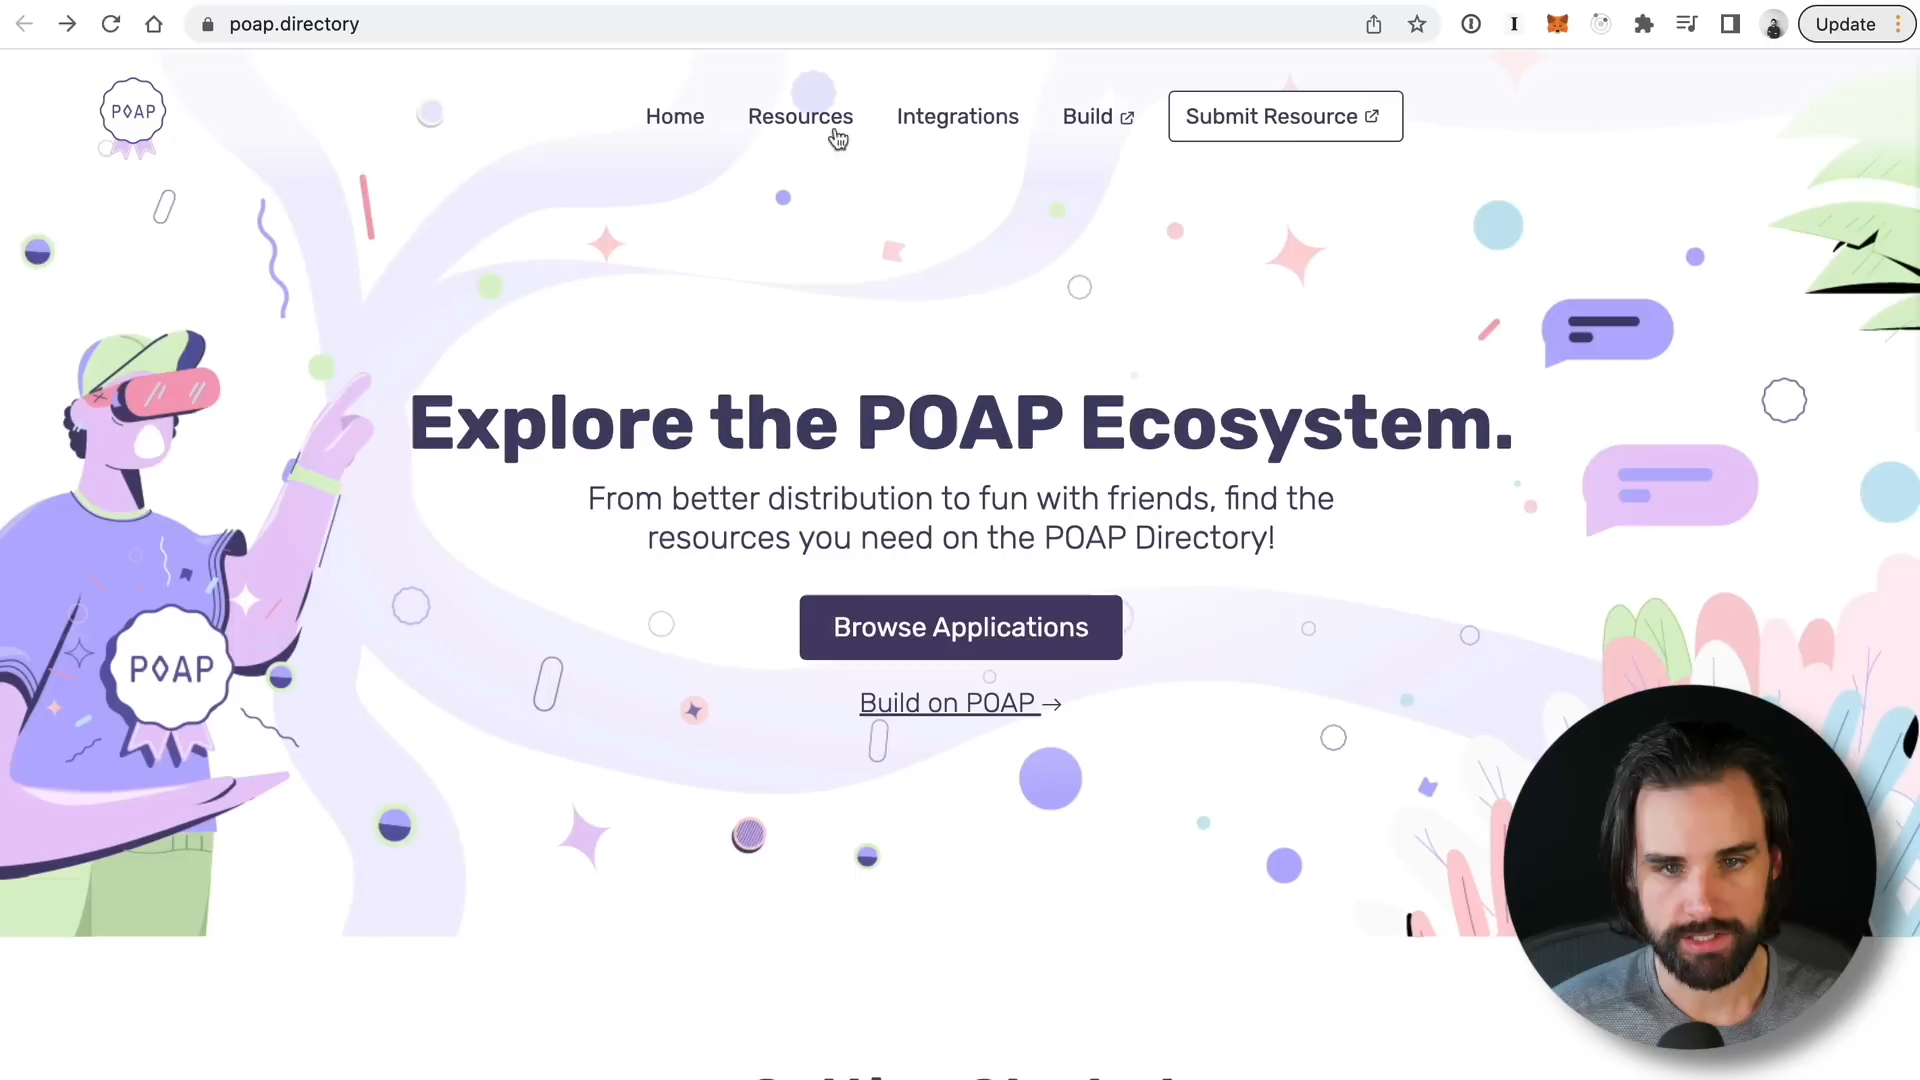 poap.directory
Update
POAP
Home
Resources
Integrations
Build
Submit Resource
Explore the POAP Ecosystem.
From better distribution to fun with friends, find the
resources you need on the POAP Directory!
Browse Applications
Build on POAP →
POAP